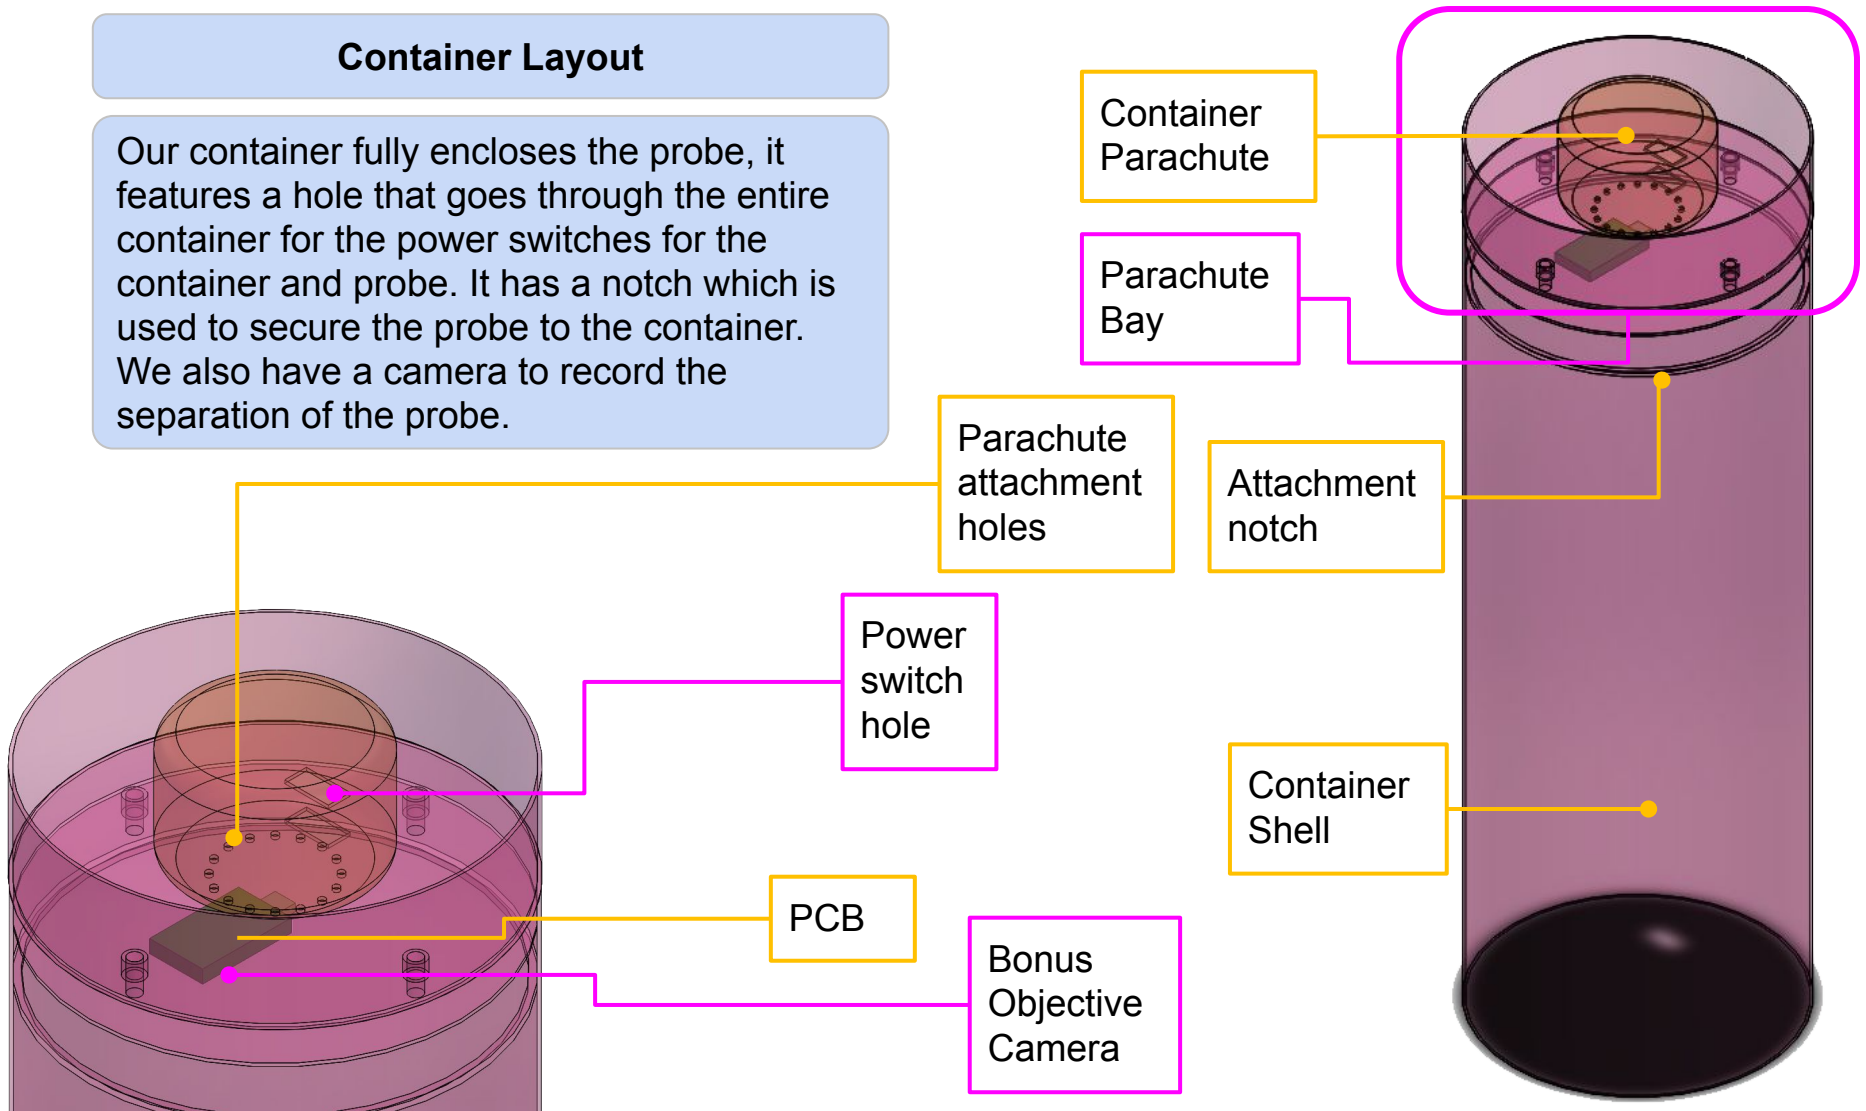 Container Layout
Our container fully encloses the probe, it
features a hole that goes through the entire
container for the power switches for the
container and probe. It has a notch which is
used to secure the probe to the container.
We also have a camera to record the
separation of the probe.
Container
Parachute
Parachute
Bay
Parachute
attachment
holes
Attachment
notch
Power
switch
hole
Container
Shell
PCB
Bonus
Objective
Camera